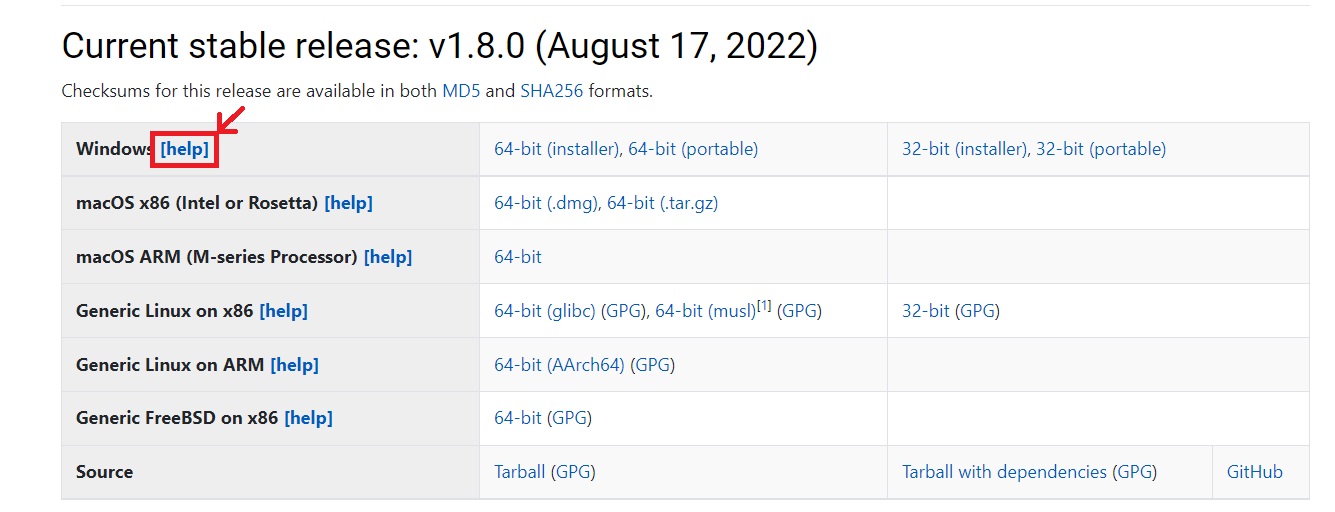 Current stable release: v1.8.0 (August 17, 2022)
Checksums for this release are available in both MD5 and SHA256 formats.
Windows [help] 64-bit (installer), 64-bit (portable) 32-bit (installer), 32-bit (portable)
macOS x86 (Intel or Rosetta) [help] 64-bit (.dmg), 64-bit (.tar.gz)
macOS ARM (M-series Processor) [help] 64-bit
Generic Linux on x86 [help] 64-bit (glibc) (GPG), 64-bit (musl)[1] (GPG) 32-bit (GPG)
Generic Linux on ARM [help] 64-bit (AArch64) (GPG)
Generic FreeBSD on x86 [help] 64-bit (GPG)
Source Tarball (GPG) Tarball with dependencies (GPG) GitHub